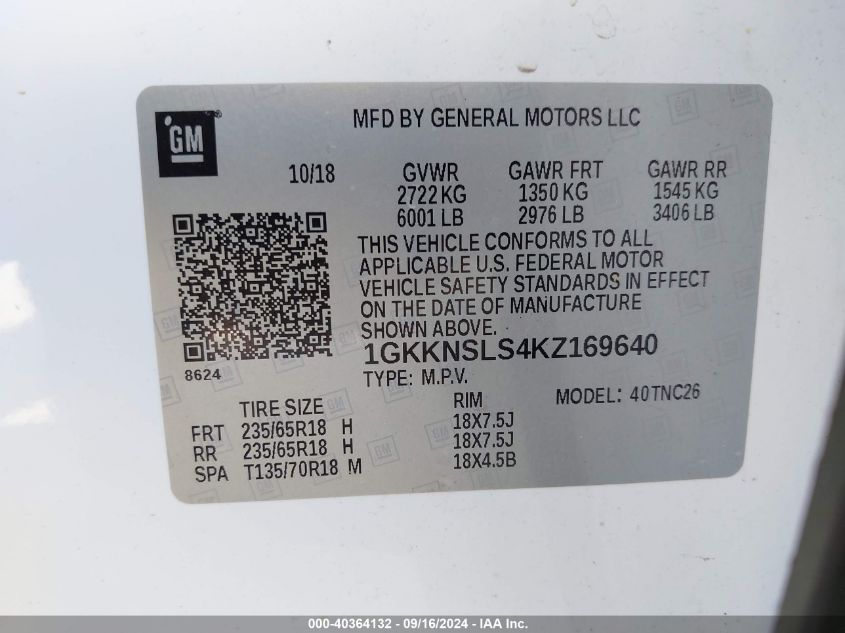 GM®
MFD BY GENERAL MOTORS LLC
10/18 GVWR GAWR FRT GAWR RR
2722 KG 1350 KG 1545 KG
6001 LB 2976 LB 3406 LB
THIS VEHICLE CONFORMS TO ALL
APPLICABLE U.S. FEDERAL MOTOR
VEHICLE SAFETY STANDARDS IN EFFECT
ON THE DATE OF MANUFACTURE
SHOWN ABOVE.
1GKKNSLS4KZ169640
8624
TYPE: M.P.V.
MODEL: 40TNC26
TIRE SIZE RIM
FRT 235/65R18 H 18X7.5J
RR 235/65R18 H 18X7.5J
SPA T135/70R18 M 18X4.5B
000-40364132 - 09/16/2024 - IAA Inc.